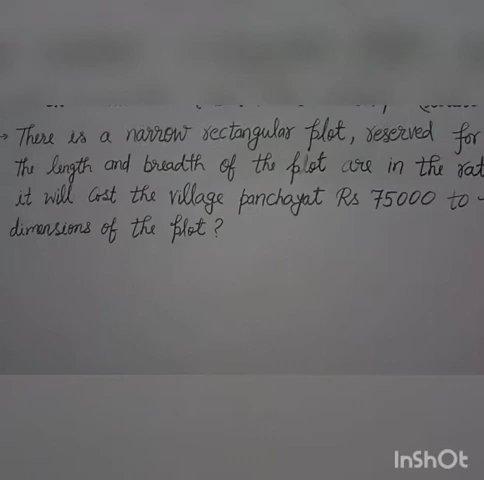 → There is a narrow rectangular plot, reserved for
The length and breadth of the plot are in the rat
it will cost the village panchayat Rs 75000 to
dimensions of the plot?
InShOt